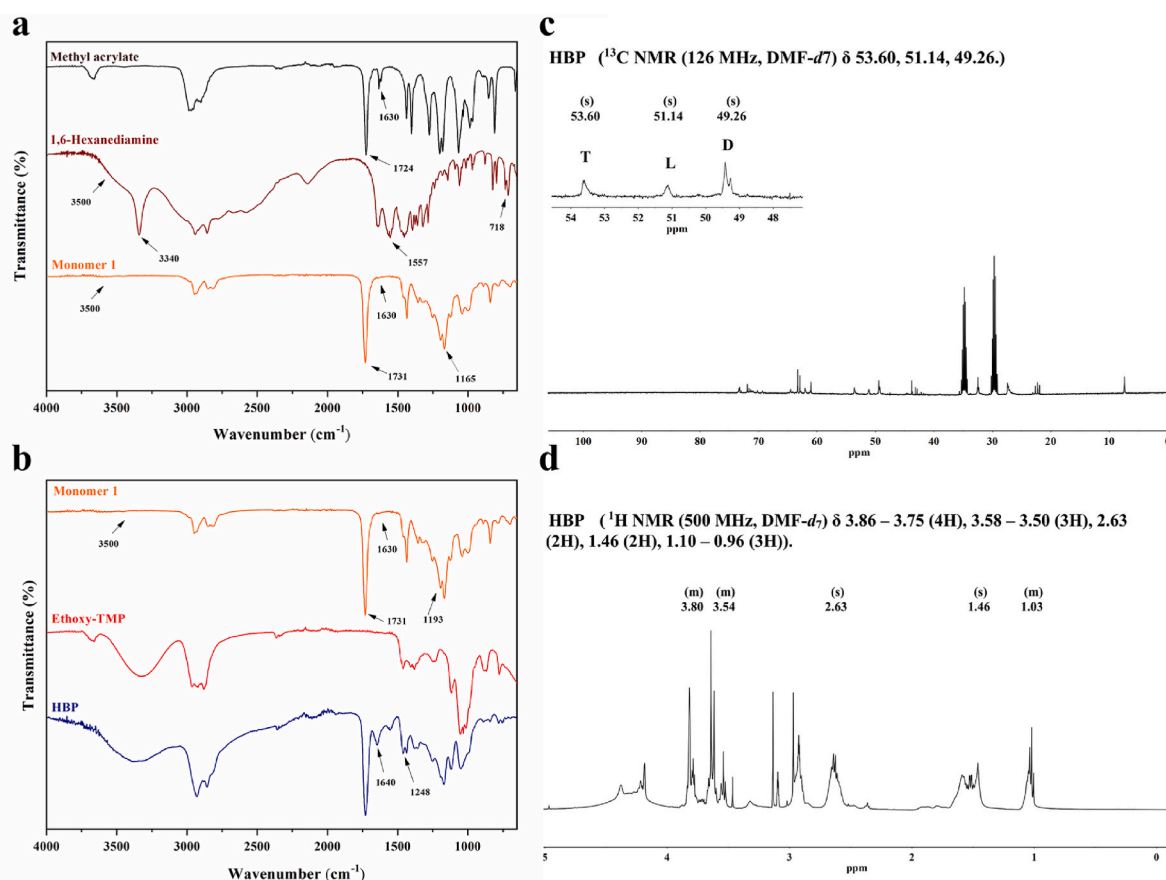 a
Methyl acrylate
1630
1724
1,6-Hexanediamine
3500
3340
1557
718
Monomer 1
3500
1630
1731
1165
Transmittance (%)
4000 3500 3000 2500 2000 1500 1000
Wavenumber (cm-1)
b
Monomer 1
3500
1630
1731
1193
Ethoxy-TMP
HBP
1640
1248
Transmittance (%)
4000 3500 3000 2500 2000 1500 1000
Wavenumber (cm-1)
c
HBP (13C NMR (126 MHz, DMF-d7) δ 53.60, 51.14, 49.26.)
(s) (s) (s)
53.60 51.14 49.26
T L D
54 53 52 51 50 49 48
ppm
100 90 80 70 60 50 40 30 20 10 0
ppm
d
HBP (1H NMR (500 MHz, DMF-d7) δ 3.86 – 3.75 (4H), 3.58 – 3.50 (3H), 2.63
(2H), 1.46 (2H), 1.10 – 0.96 (3H)).
(m) (m) (s) (s) (m)
3.80 3.54 2.63 1.46 1.03
5 4 3 2 1 0
ppm